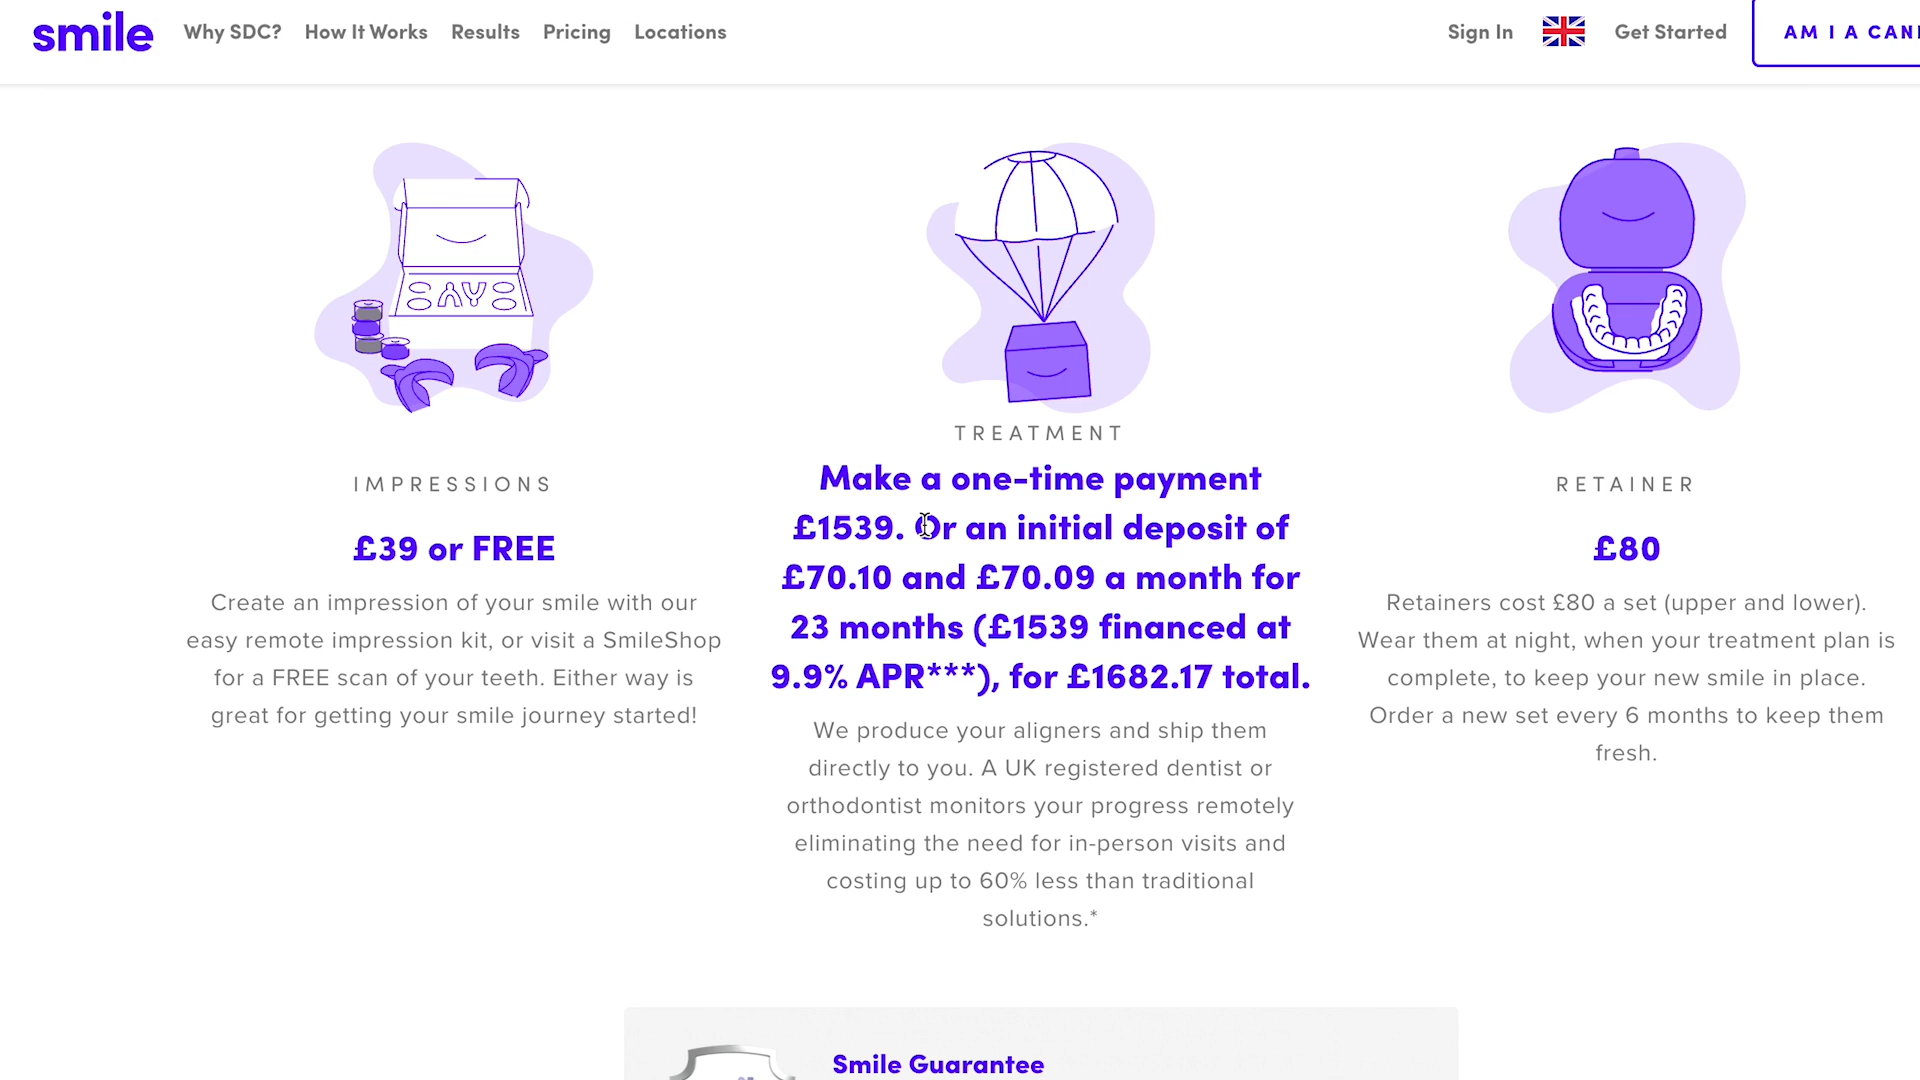 smile Why SDC? How It Works Results Pricing Locations Sign In Get Started AM I A
IMPRESSIONS
£39 or FREE
Create an impression of your smile with our
easy remote impression kit, or visit a SmileShop
for a FREE scan of your teeth. Either way is
great for getting your smile journey started!
TREATMENT
Make a one-time payment
£1539. Or an initial deposit of
£70.10 and £70.09 a month for
23 months (£1539 financed at
9.9% APR***), for £1682.17 total.
We produce your aligners and ship them
directly to you. A UK registered dentist or
orthodontist monitors your progress remotely
eliminating the need for in-person visits and
costing up to 60% less than traditional
solutions.*
RETAINER
£80
Retainers cost £80 a set (upper and lower).
Wear them at night, when your treatment plan is
complete, to keep your new smile in place.
Order a new set every 6 months to keep them
fresh.
Smile Guarantee